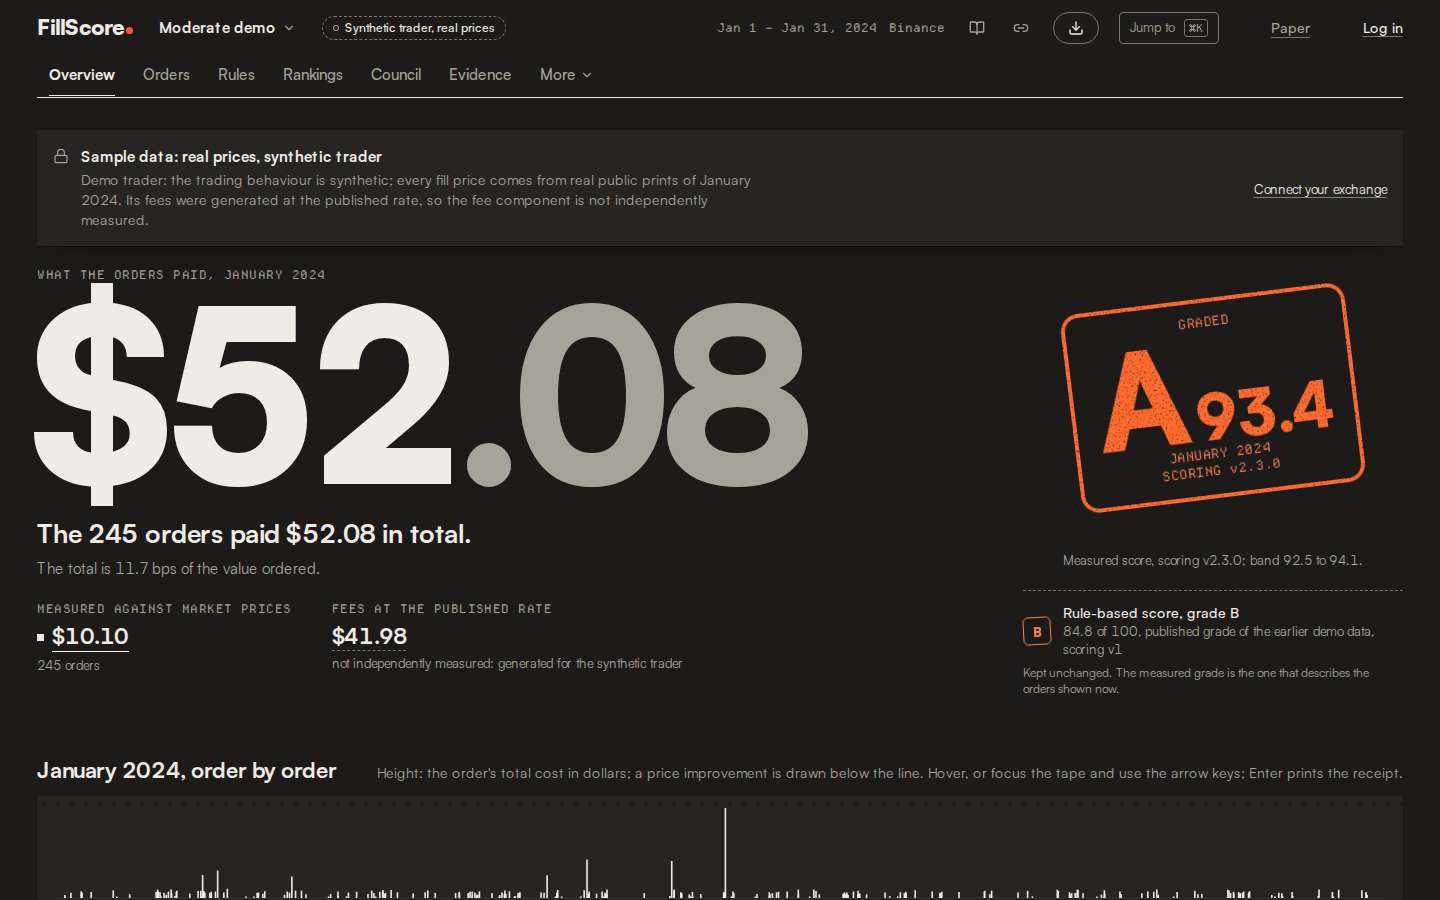 FillScore.
Moderate demo
Synthetic trader, real prices
Jan 1 – Jan 31, 2024 Binance
Jump to ⌘K
Paper
Log in
Overview
Orders
Rules
Rankings
Council
Evidence
More
Sample data: real prices, synthetic trader
Demo trader: the trading behaviour is synthetic; every fill price comes from real public prints of January
2024. Its fees were generated at the published rate, so the fee component is not independently
measured.
Connect your exchange
WHAT THE ORDERS PAID, JANUARY 2024
$52.08
The 245 orders paid $52.08 in total.
The total is 11.7 bps of the value ordered.
MEASURED AGAINST MARKET PRICES
$10.10
245 orders
FEES AT THE PUBLISHED RATE
$41.98
not independently measured: generated for the synthetic trader
GRADED
A 93.4
JANUARY 2024
SCORING v2.3.0
Measured score, scoring v2.3.0; band 92.5 to 94.1.
B
Rule-based score, grade B
84.8 of 100, published grade of the earlier demo data,
scoring v1
Kept unchanged. The measured grade is the one that describes the
orders shown now.
January 2024, order by order
Height: the order's total cost in dollars; a price improvement is drawn below the line. Hover, or focus the tape and use the arrow keys; Enter prints the receipt.